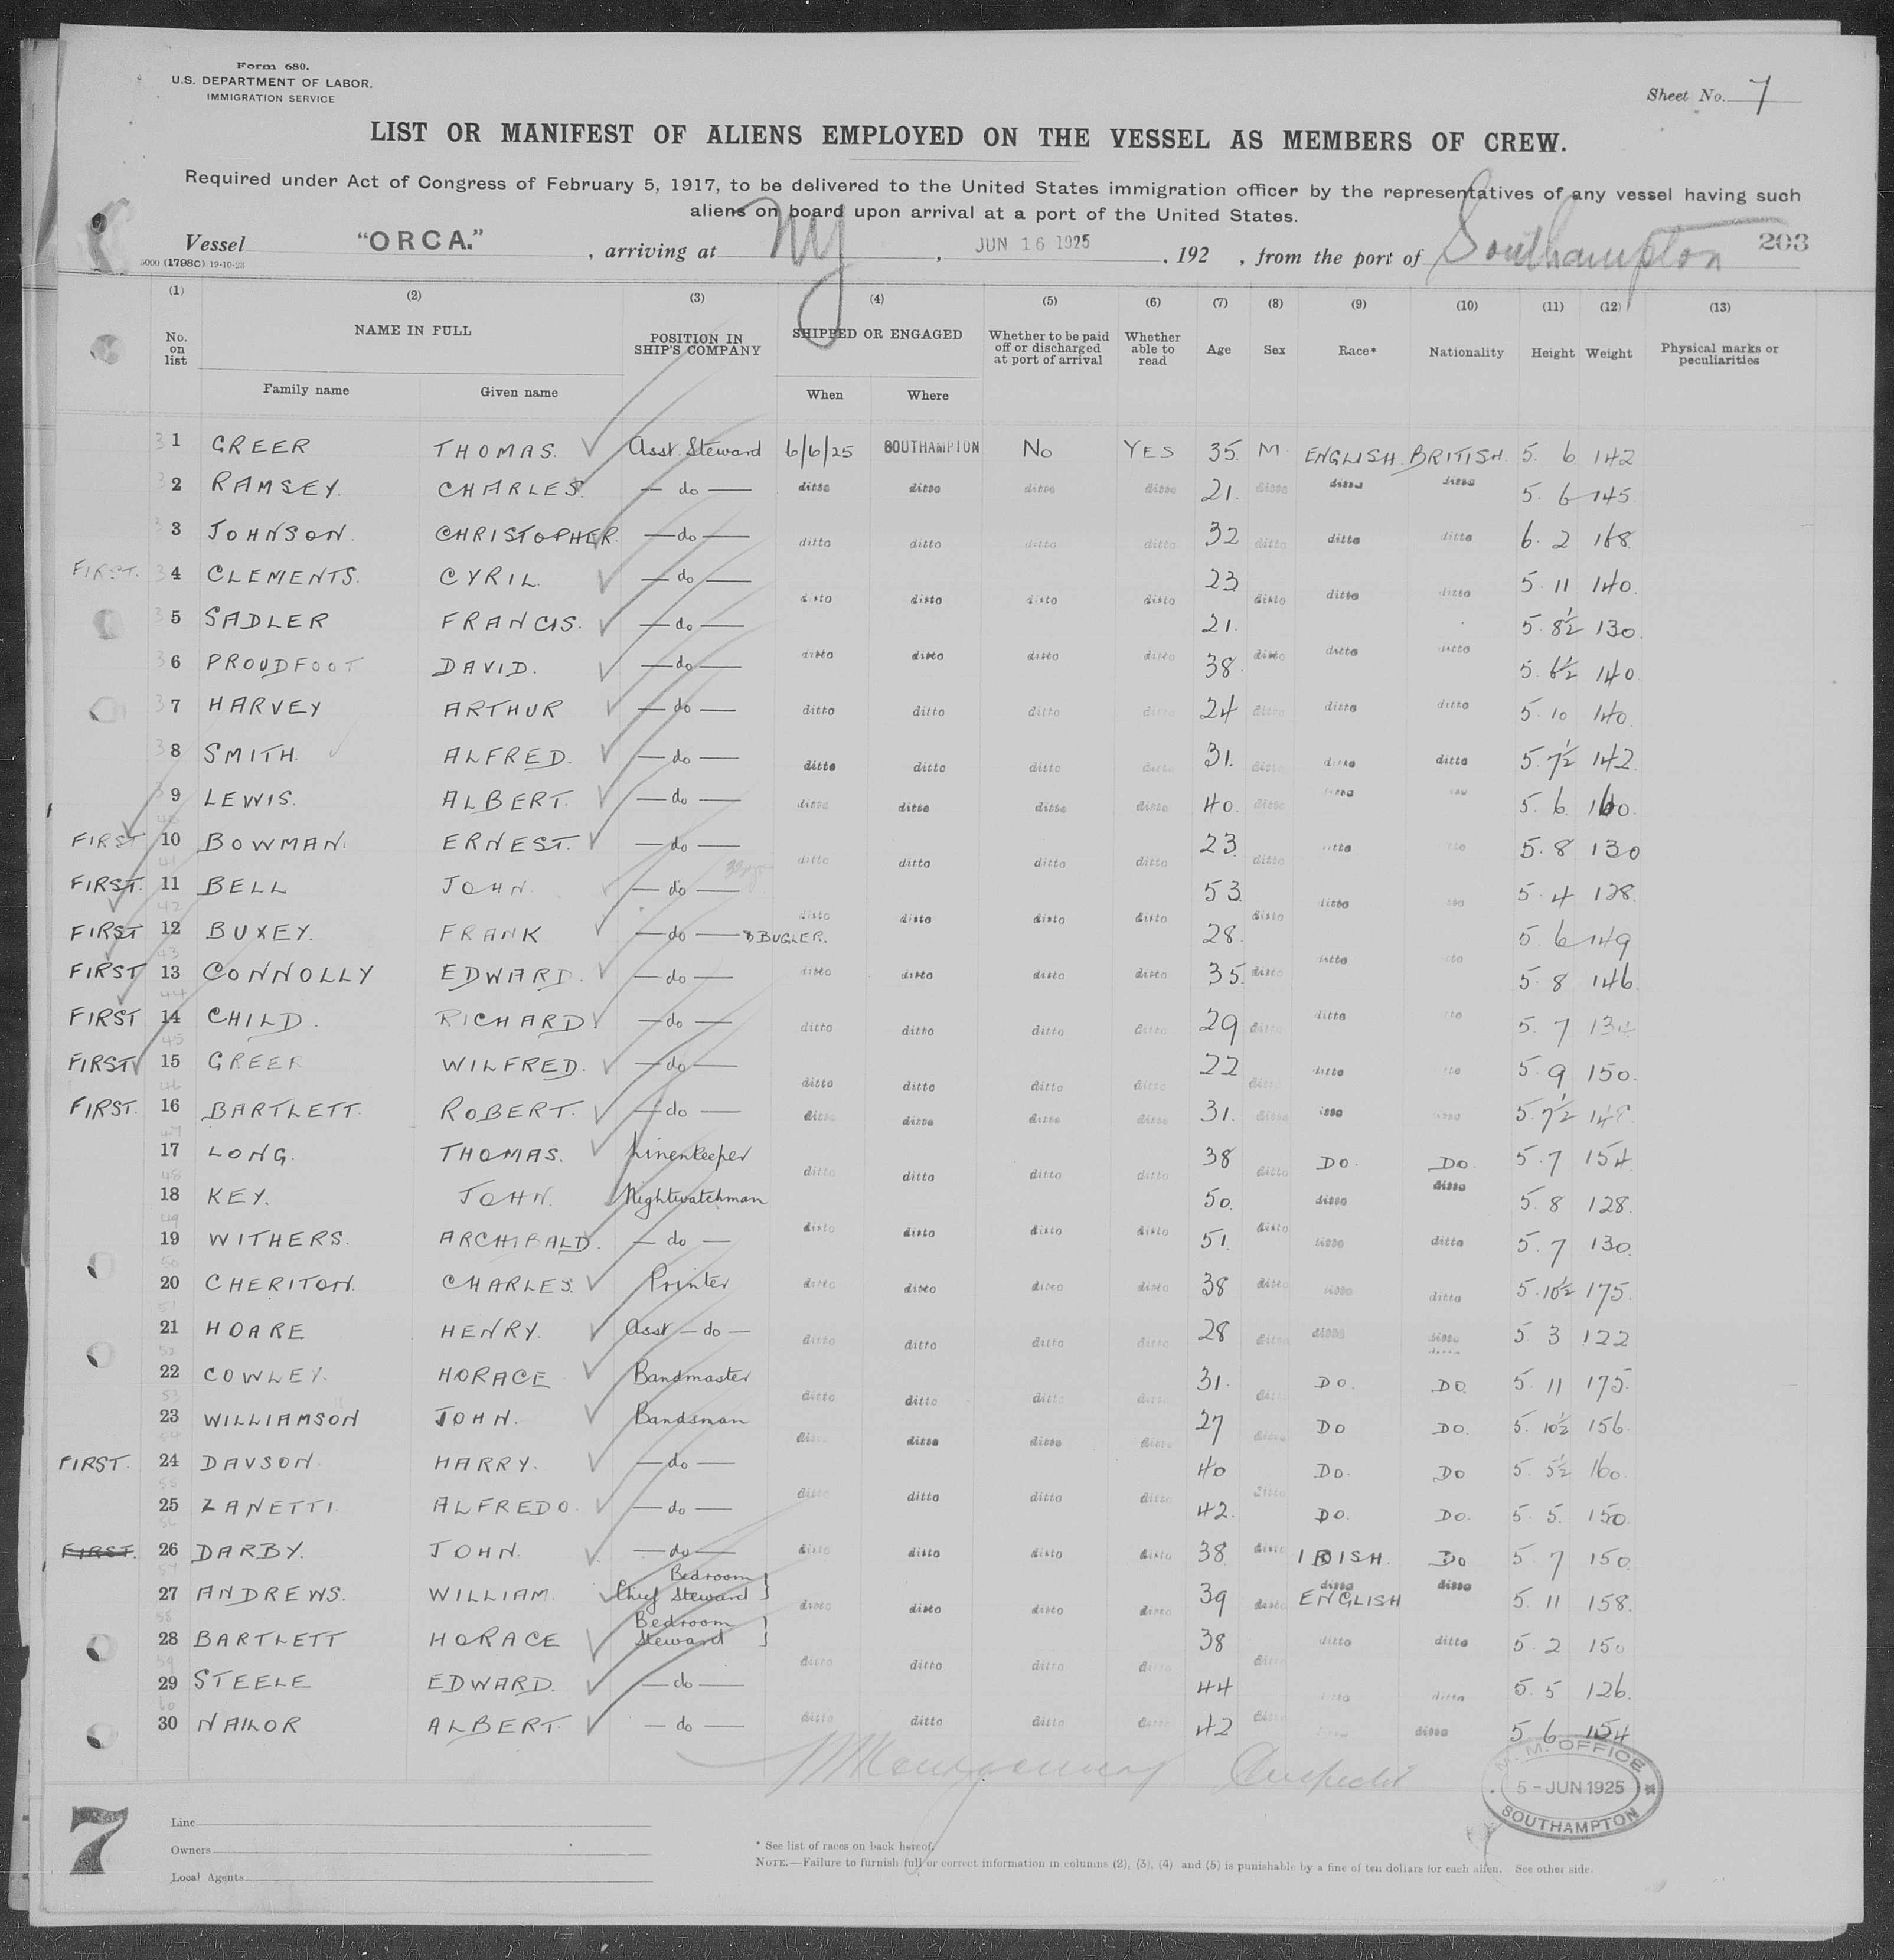 Form 680.
U.S. DEPARTMENT OF LABOR.
IMMIGRATION SERVICE
Sheet No. 7
LIST OR MANIFEST OF ALIENS EMPLOYED ON THE VESSEL AS MEMBERS OF CREW.
Required under Act of Congress of February 5, 1917, to be delivered to the United States immigration officer by the representatives of any vessel having such
aliens on board upon arrival at a port of the United States.
Vessel "ORCA." , arriving at NY , JUN 16 1925 , 192 , from the port of Southampton 203
5000 (1798C) 19-10-23
(1) (2) (3) (4) (5) (6) (7) (8) (9) (10) (11) (12) (13)
No. on list NAME IN FULL POSITION IN SHIP'S COMPANY SHIPPED OR ENGAGED Whether to be paid off or discharged at port of arrival Whether able to read Age Sex Race* Nationality Height Weight Physical marks or peculiarities
Family name Given name When Where
1 GREER THOMAS. Asst. Steward 6/6/25 SOUTHAMPTON No YES 35. M ENGLISH. BRITISH. 5. 6 142
2 RAMSEY. CHARLES. — do — ditto ditto ditto ditto 21. ditto ditto ditto 5. 6 145.
3 JOHNSON. CHRISTOPHER. — do — ditto ditto ditto ditto 32 ditto ditto ditto 6. 2 168.
FIRST. 4 CLEMENTS. CYRIL. — do — ditto ditto ditto ditto 23 ditto ditto ditto 5. 11 140.
5 SADLER FRANCIS. — do — 21. 5. 8½ 130.
6 PROUDFOOT DAVID. — do — ditto ditto ditto ditto 38. ditto ditto ditto 5. 6½ 140.
7 HARVEY ARTHUR — do — ditto ditto ditto ditto 24 ditto ditto ditto 5. 10 140.
8 SMITH. ALFRED. — do — ditto ditto ditto ditto 31. ditto ditto ditto 5. 7½ 142.
9 LEWIS. ALBERT. — do — ditto ditto ditto ditto 40. ditto 5. 6. 160.
FIRST 10 BOWMAN. ERNEST. — do — ditto ditto ditto ditto 23. ditto ditto 5. 8 130
FIRST. 11 BELL JOHN. — do — 53. ditto 5. 4 128.
FIRST 12 BUXEY. FRANK — do — & BUGLER. ditto ditto ditto ditto 28. ditto 5. 6 149
FIRST 13 CONNOLLY EDWARD. — do — ditto ditto ditto ditto 35. ditto ditto 5. 8 146.
FIRST 14 CHILD. RICHARD — do — ditto ditto ditto ditto 29 ditto ditto 5. 7 134
FIRST 15 GREER WILFRED. — do — ditto ditto ditto ditto 22 ditto ditto 5. 9 150.
FIRST. 16 BARTLETT. ROBERT. — do — ditto ditto ditto ditto 31. ditto 5. 7½
17 LONG. THOMAS. Linenkeeper 38 Do. Do. 5. 7 154.
18 KEY. JOHN. Nightwatchman ditto ditto ditto ditto 50. ditto ditto ditto 5. 8 128.
19 WITHERS. ARCHIBALD. — do — ditto ditto ditto ditto 51. ditto ditto ditto 5. 7 130.
20 CHERITON. CHARLES. Printer ditto ditto ditto ditto 38 ditto ditto ditto 5. 10½ 175.
21 HOARE HENRY. Asst — do — ditto ditto ditto ditto 28 ditto ditto ditto 5. 3 122
22 COWLEY. HORACE Bandmaster 31. Do. Do. 5. 11 175.
23 WILLIAMSON JOHN. Bandsman ditto ditto ditto ditto 27 ditto Do Do. 5. 10½ 156.
FIRST. 24 DAVSON. HARRY. — do — ditto ditto ditto ditto 40 ditto Do. Do 5. 5½ 160.
25 ZANETTI. ALFREDO. — do — ditto ditto ditto ditto 42. ditto Do. Do. 5. 5. 150.
FIRST. 26 DARBY. JOHN. — do — ditto ditto ditto ditto 38 ditto IRISH. Do 5. 7 150.
27 ANDREWS. WILLIAM. Chief Bedroom Steward ditto ditto ditto ditto 39 ditto ditto ENGLISH ditto 5. 11 158.
28 BARTLETT HORACE Bedroom Steward 38 ditto ditto 5. 2 150
29 STEELE EDWARD. — do — ditto ditto ditto ditto 44 ditto ditto ditto 5. 5 126.
30 NAILOR ALBERT. — do — ditto ditto ditto ditto 42 ditto ditto 5. 6 154
M. M. OFFICE
5 - JUN 1925
SOUTHAMPTON
7
Line
Owners
Local Agents
* See list of races on back hereof.
NOTE.—Failure to furnish full or correct information in columns (2), (3), (4) and (5) is punishable by a fine of ten dollars for each alien. See other side.